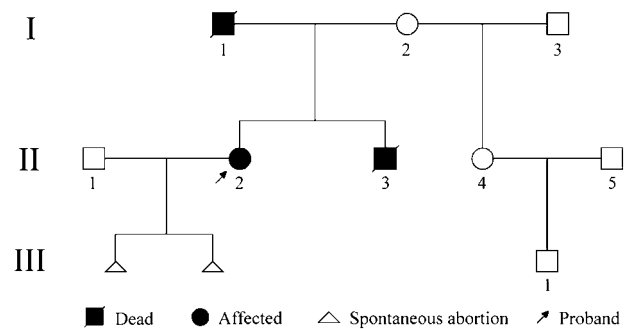 I
1 2 3
II
1 2 3 4 5
III
1
Dead Affected Spontaneous abortion Proband